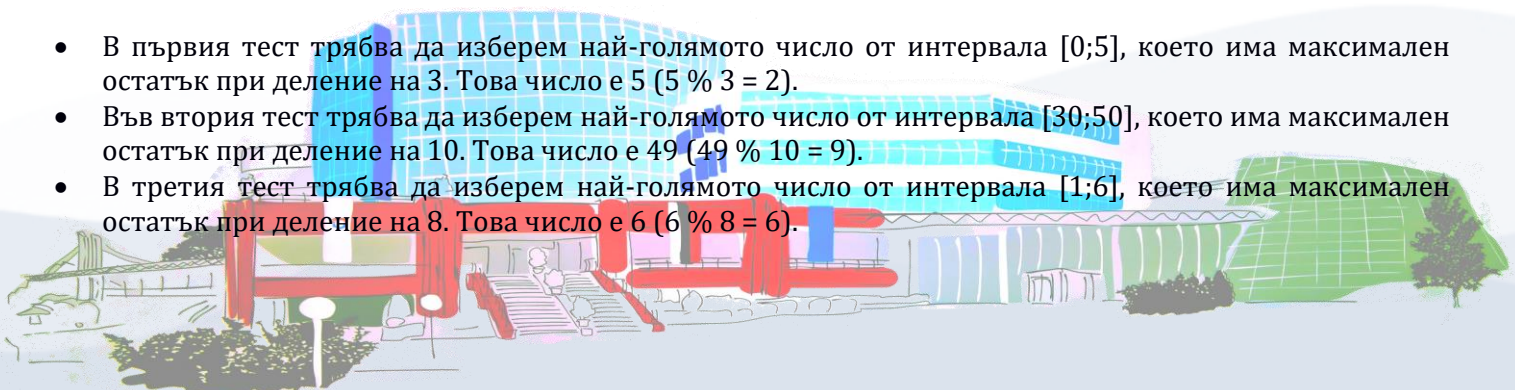 • В първия тест трябва да изберем най-голямото число от интервала [0;5], което има максимален
остатък при деление на 3. Това число е 5 (5 % 3 = 2).
• Във втория тест трябва да изберем най-голямото число от интервала [30;50], което има максимален
остатък при деление на 10. Това число е 49 (49 % 10 = 9).
• В третия тест трябва да изберем най-голямото число от интервала [1;6], което има максимален
остатък при деление на 8. Това число е 6 (6 % 8 = 6).